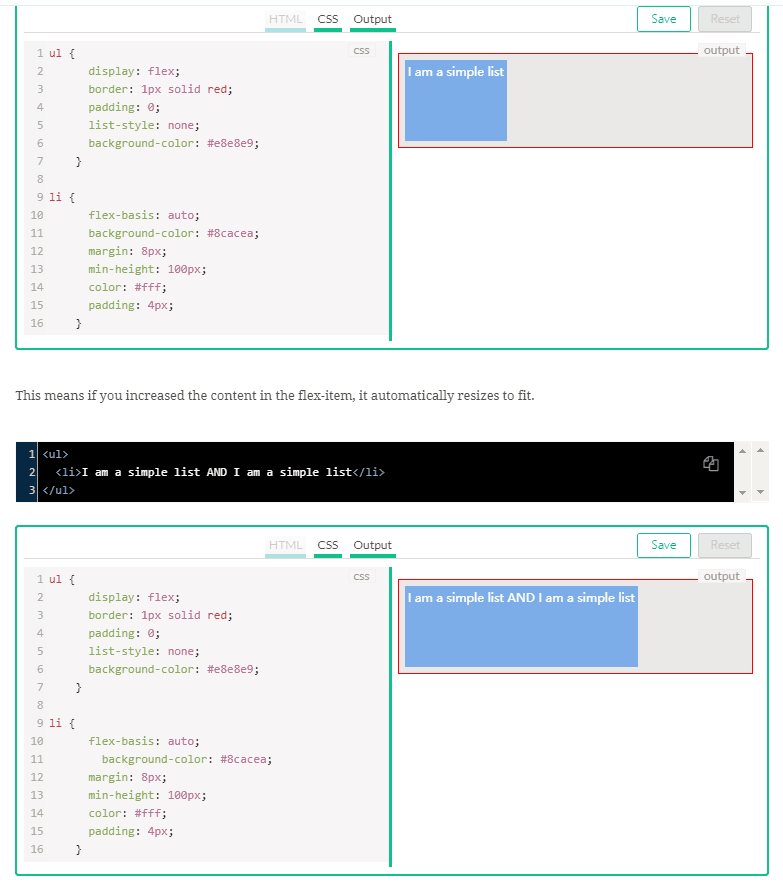 HTML CSS Output Save Reset
css
output
1 ul {
2 display: flex;
3 border: 1px solid red;
4 padding: 0;
5 list-style: none;
6 background-color: #e8e8e9;
7 }
8
9 li {
10 flex-basis: auto;
11 background-color: #8cacea;
12 margin: 8px;
13 min-height: 100px;
14 color: #fff;
15 padding: 4px;
16 }
I am a simple list
This means if you increased the content in the flex-item, it automatically resizes to fit.
1 <ul>
2 <li>I am a simple list AND I am a simple list</li>
3 </ul>
HTML CSS Output Save Reset
css
output
1 ul {
2 display: flex;
3 border: 1px solid red;
4 padding: 0;
5 list-style: none;
6 background-color: #e8e8e9;
7 }
8
9 li {
10 flex-basis: auto;
11 background-color: #8cacea;
12 margin: 8px;
13 min-height: 100px;
14 color: #fff;
15 padding: 4px;
16 }
I am a simple list AND I am a simple list